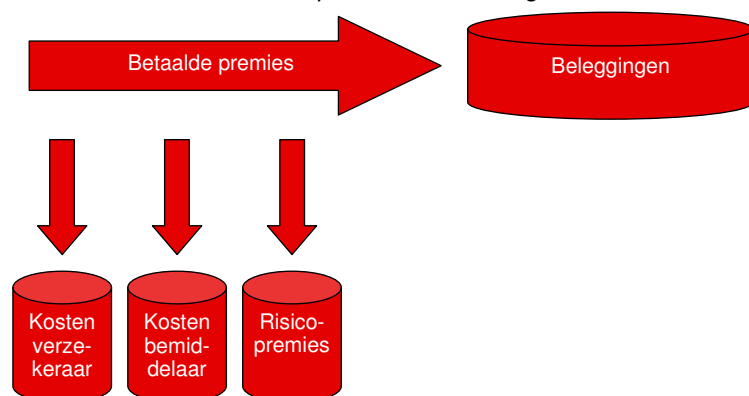 Betaalde premies
Beleggingen
Kosten
verze-
keraar
Kosten
bemid-
delaar
Risico-
premies